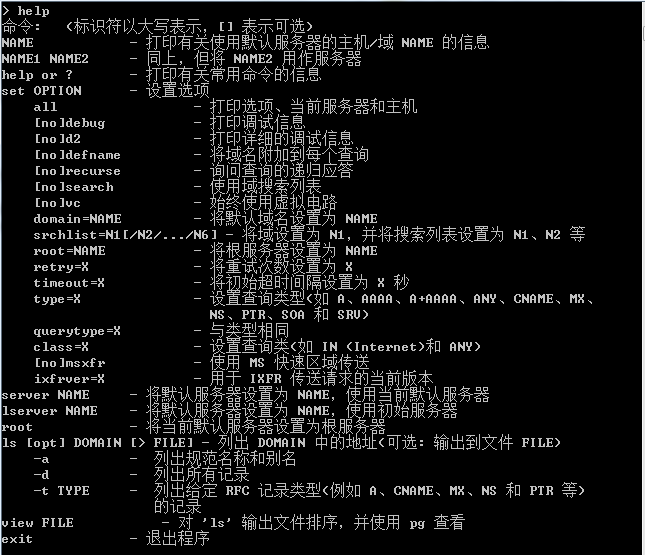 > help
命令:   (标识符以大写表示, [] 表示可选)
NAME            - 打印有关使用默认服务器的主机/域 NAME 的信息
NAME1 NAME2     - 同上, 但将 NAME2 用作服务器
help or ?       - 打印有关常用命令的信息
set OPTION      - 设置选项
    all                 - 打印选项、当前服务器和主机
    [no]debug           - 打印调试信息
    [no]d2              - 打印详细的调试信息
    [no]defname         - 将域名附加到每个查询
    [no]recurse         - 询问查询的递归应答
    [no]search          - 使用域搜索列表
    [no]vc              - 始终使用虚拟电路
    domain=NAME         - 将默认域名设置为 NAME
    srchlist=N1[/N2/.../N6] - 将域设置为 N1, 并将搜索列表设置为 N1、N2 等
    root=NAME           - 将根服务器设置为 NAME
    retry=X             - 将重试次数设置为 X
    timeout=X           - 将初始超时间隔设置为 X 秒
    type=X              - 设置查询类型(如 A、AAAA、A+AAAA、ANY、CNAME、MX、
                          NS、PTR、SOA 和 SRV)
    querytype=X         - 与类型相同
    class=X             - 设置查询类(如 IN (Internet)和 ANY)
    [no]msxfr           - 使用 MS 快速区域传送
    ixfrver=X           - 用于 IXFR 传送请求的当前版本
server NAME     - 将默认服务器设置为 NAME, 使用当前默认服务器
lserver NAME    - 将默认服务器设置为 NAME, 使用初始服务器
root            - 将当前默认服务器设置为根服务器
ls [opt] DOMAIN [> FILE] - 列出 DOMAIN 中的地址(可选: 输出到文件 FILE)
    -a          -  列出规范名称和别名
    -d          -  列出所有记录
    -t TYPE     -  列出给定 RFC 记录类型(例如 A、CNAME、MX、NS 和 PTR 等)
                   的记录
view FILE           - 对 'ls' 输出文件排序, 并使用 pg 查看
exit            - 退出程序